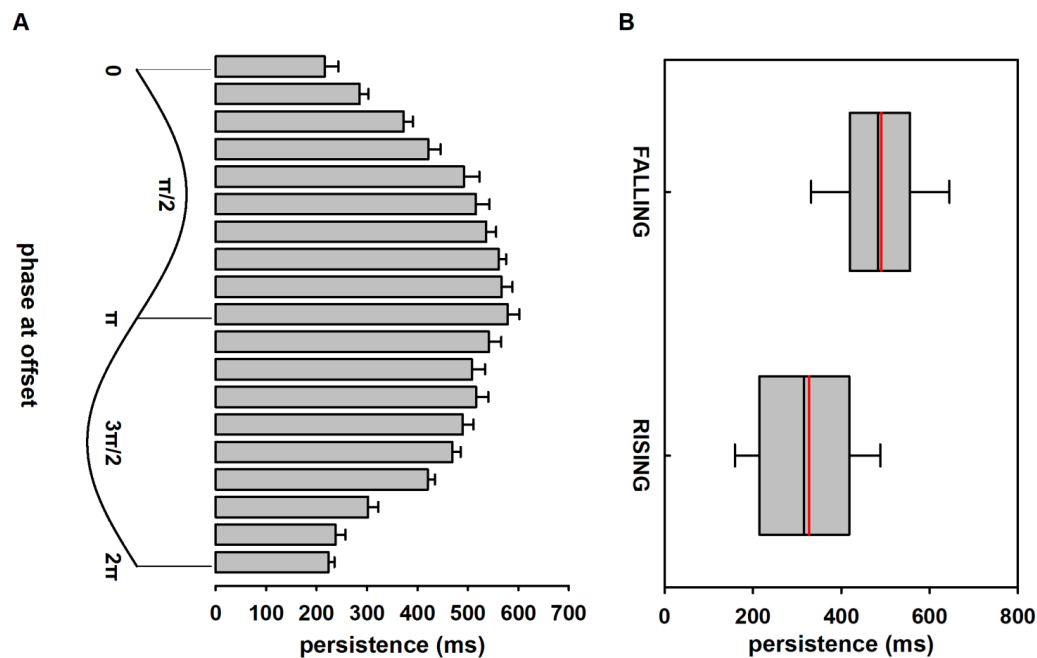 A
0
π/2
π
3π/2
2π
phase at offset
0 100 200 300 400 500 600 700
persistence (ms)
B
FALLING
RISING
0 200 400 600 800
persistence (ms)